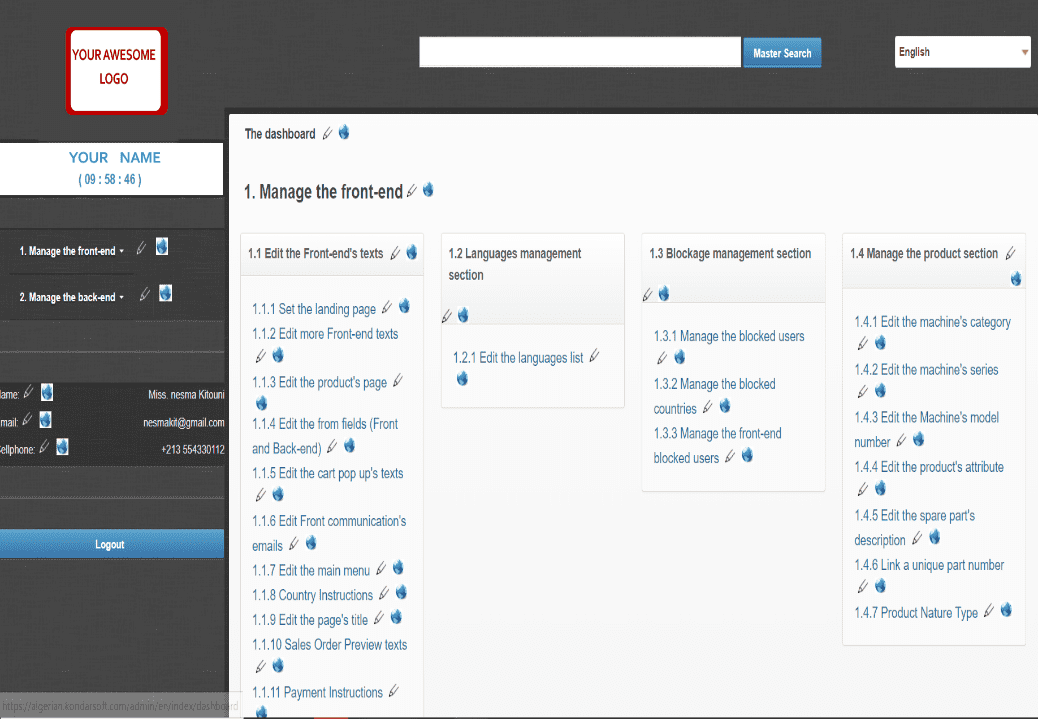 YOUR AWESOME
LOGO
Master Search
English
YOUR NAME
( 09 : 58 : 46 )
1. Manage the front-end
2. Manage the back-end
ame:
Miss. nesma Kitouni
mail:
nesmakit@gmail.com
ellphone:
+213 554330112
Logout
The dashboard
1. Manage the front-end
1.1 Edit the Front-end's texts
1.1.1 Set the landing page
1.1.2 Edit more Front-end texts
1.1.3 Edit the product's page
1.1.4 Edit the from fields (Front
and Back-end)
1.1.5 Edit the cart pop up's texts
1.1.6 Edit Front communication's
emails
1.1.7 Edit the main menu
1.1.8 Country Instructions
1.1.9 Edit the page's title
1.1.10 Sales Order Preview texts
1.1.11 Payment Instructions
1.2 Languages management
section
1.2.1 Edit the languages list
1.3 Blockage management section
1.3.1 Manage the blocked users
1.3.2 Manage the blocked
countries
1.3.3 Manage the front-end
blocked users
1.4 Manage the product section
1.4.1 Edit the machine's category
1.4.2 Edit the machine's series
1.4.3 Edit the Machine's model
number
1.4.4 Edit the product's attribute
1.4.5 Edit the spare part's
description
1.4.6 Link a unique part number
1.4.7 Product Nature Type
https://algerian.kondarsoft.com/admin/en/index/dashboard